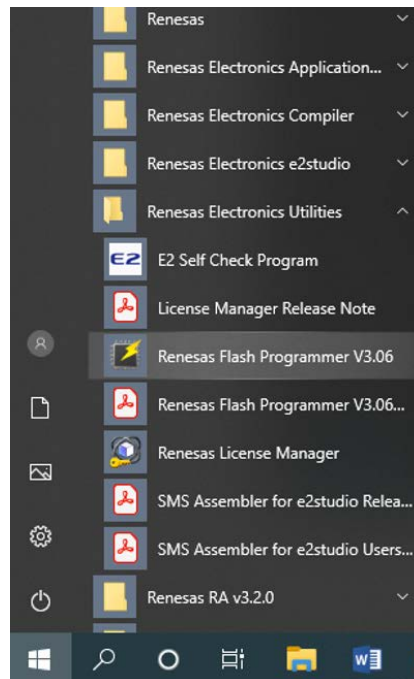 Renesas
Renesas Electronics Application...
Renesas Electronics Compiler
Renesas Electronics e2studio
Renesas Electronics Utilities
E2 E2 Self Check Program
License Manager Release Note
Renesas Flash Programmer V3.06
Renesas Flash Programmer V3.06...
Renesas License Manager
SMS Assembler for e2studio Relea...
SMS Assembler for e2studio Users...
Renesas RA v3.2.0
W